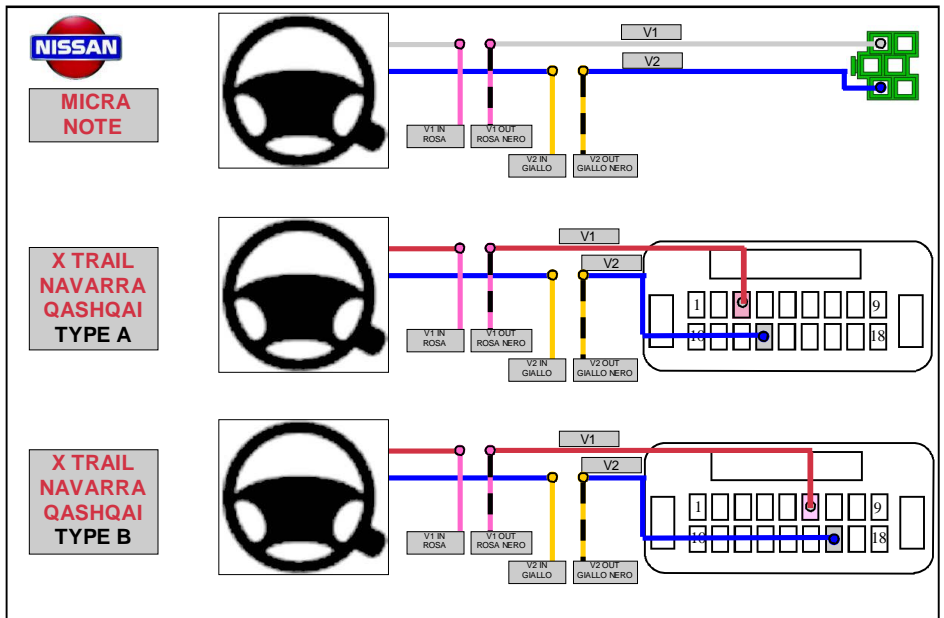 NISSAN
MICRA
NOTE
V1
V2
V1 IN
ROSA
V1 OUT
ROSA NERO
V2 IN
GIALLO
V2 OUT
GIALLO NERO
X TRAIL
NAVARRA
QASHQAI
TYPE A
V1
V2
1
9
10
18
V1 IN
ROSA
V1 OUT
ROSA NERO
V2 IN
GIALLO
V2 OUT
GIALLO NERO
X TRAIL
NAVARRA
QASHQAI
TYPE B
V1
V2
1
9
10
18
V1 IN
ROSA
V1 OUT
ROSA NERO
V2 IN
GIALLO
V2 OUT
GIALLO NERO